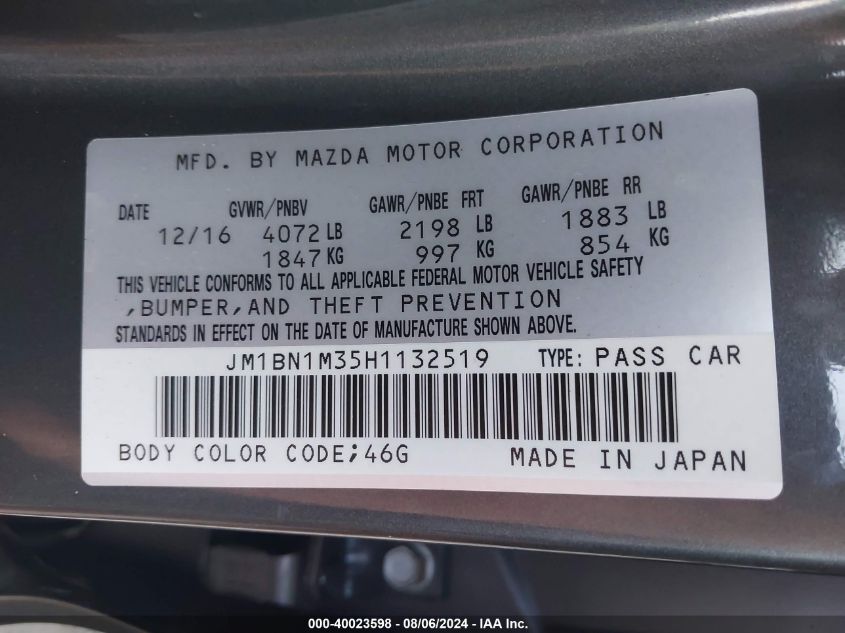 MFD. BY MAZDA MOTOR CORPORATION
DATE GVWR/PNBV GAWR/PNBE FRT GAWR/PNBE RR
12/16 4072 LB 2198 LB 1883 LB
1847 KG 997 KG 854 KG
THIS VEHICLE CONFORMS TO ALL APPLICABLE FEDERAL MOTOR VEHICLE SAFETY
,BUMPER,AND THEFT PREVENTION
STANDARDS IN EFFECT ON THE DATE OF MANUFACTURE SHOWN ABOVE.
JM1BN1M35H1132519 TYPE: PASS CAR
BODY COLOR CODE;46G MADE IN JAPAN
000-40023598 - 08/06/2024 - IAA Inc.